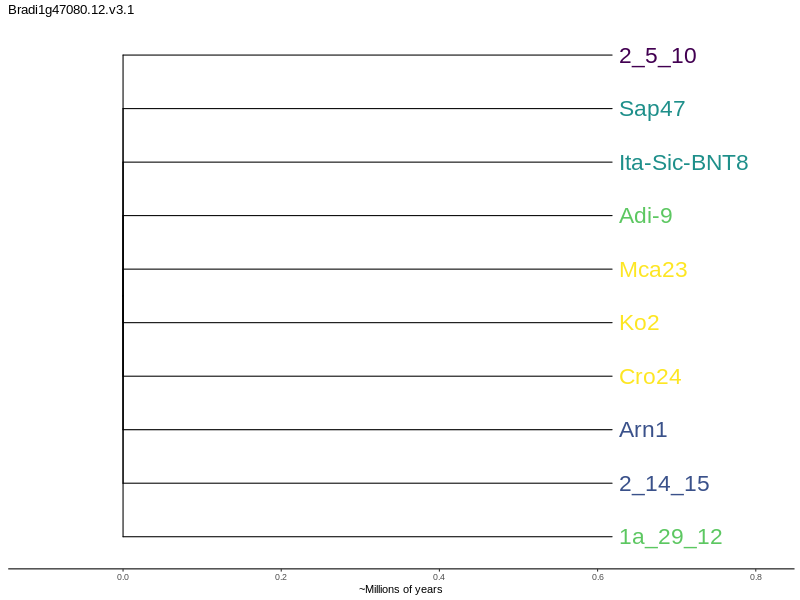 Bradi1g47080.12.v3.1
2_5_10
Sap47
Ita-Sic-BNT8
Adi-9
Mca23
Ko2
Cro24
Arn1
2_14_15
1a_29_12
0.0 0.2 0.4 0.6 0.8
~Millions of years